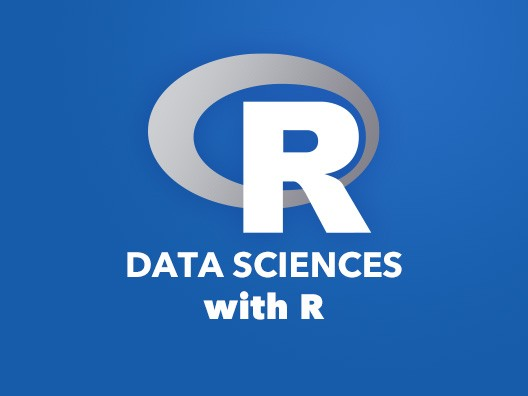 R
DATA SCIENCES
with R